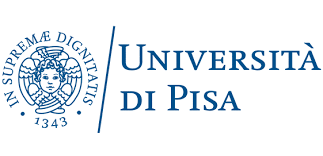 IN SUPREMÆ DIGNITATIS
· 1343 ·
UNIVERSITÀ
DI PISA